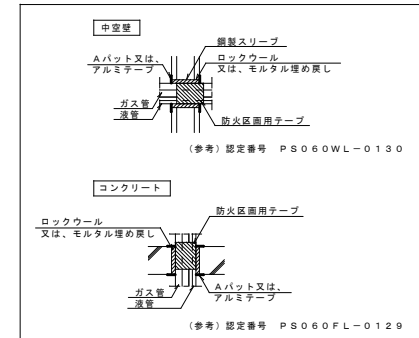 中空壁
鋼製スリーブ
Aパット又は、
アルミテープ
ロックウール
又は、モルタル埋め戻し
ガス管
液管
防火区画用テープ
(参考)認定番号 PS060WL-0130
コンクリート
ロックウール
又は、モルタル埋め戻し
防火区画用テープ
ガス管
液管
Aパット又は、
アルミテープ
(参考)認定番号 PS060FL-0129